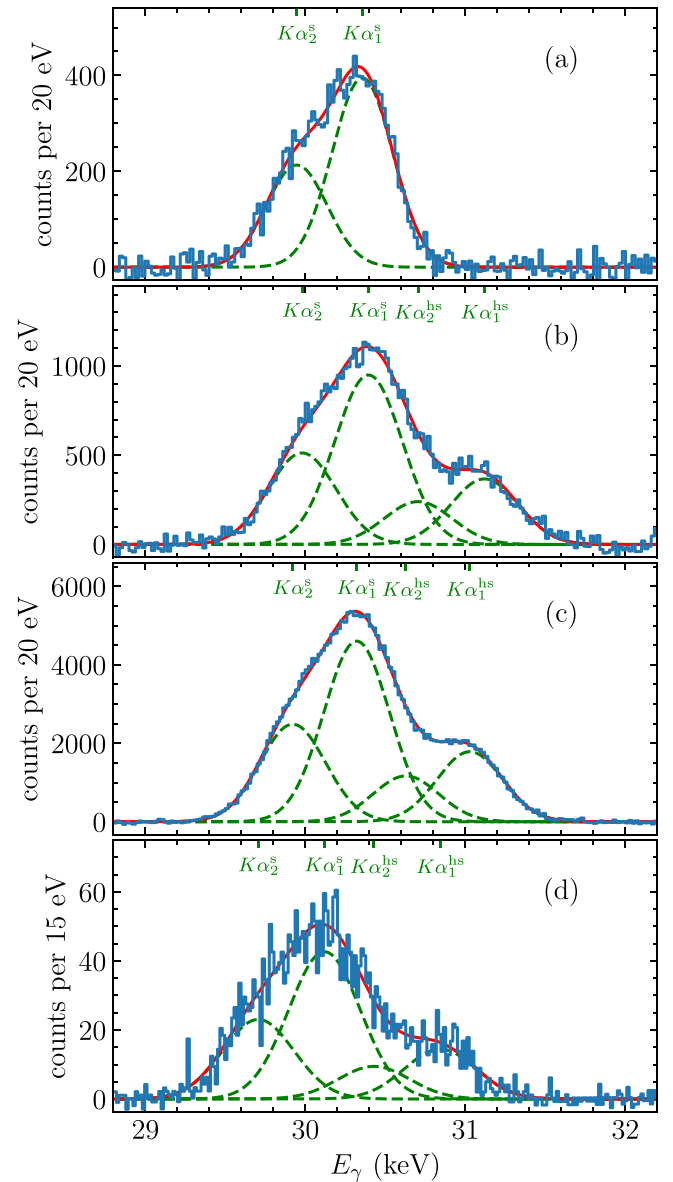 Kα₂ˢ Kα₁ˢ
(a)
400
200
0
counts per 20 eV
Kα₂ˢ Kα₁ˢ Kα₂ʰˢ Kα₁ʰˢ
(b)
1000
500
0
counts per 20 eV
Kα₂ˢ Kα₁ˢ Kα₂ʰˢ Kα₁ʰˢ
(c)
6000
4000
2000
0
counts per 20 eV
Kα₂ˢ Kα₁ˢ Kα₂ʰˢ Kα₁ʰˢ
(d)
60
40
20
0
counts per 15 eV
29 30 31 32
Eᵧ (keV)